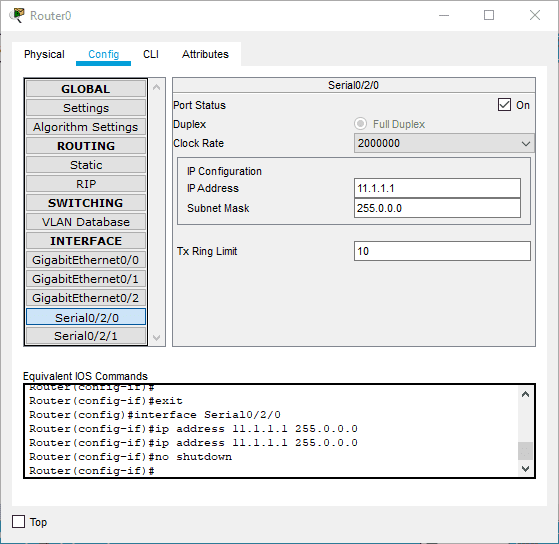 Router0
Physical Config CLI Attributes
GLOBAL
Settings
Algorithm Settings
ROUTING
Static
RIP
SWITCHING
VLAN Database
INTERFACE
GigabitEthernet0/0
GigabitEthernet0/1
GigabitEthernet0/2
Serial0/2/0
Serial0/2/1
Serial0/2/0
Port Status On
Duplex Full Duplex
Clock Rate 2000000
IP Configuration
IP Address 11.1.1.1
Subnet Mask 255.0.0.0
Tx Ring Limit 10
Equivalent IOS Commands
Router(config-if)#
Router(config-if)#exit
Router(config)#interface Serial0/2/0
Router(config-if)#ip address 11.1.1.1 255.0.0.0
Router(config-if)#ip address 11.1.1.1 255.0.0.0
Router(config-if)#no shutdown
Router(config-if)#
Top